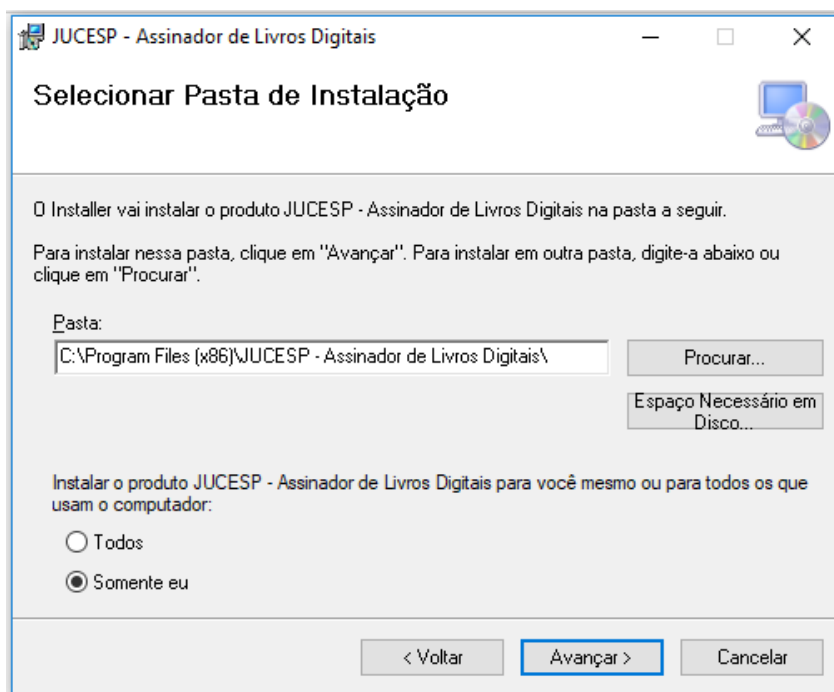 JUCESP - Assinador de Livros Digitais
Selecionar Pasta de Instalação
O Installer vai instalar o produto JUCESP - Assinador de Livros Digitais na pasta a seguir.
Para instalar nessa pasta, clique em "Avançar". Para instalar em outra pasta, digite-a abaixo ou
clique em "Procurar".
Pasta:
C:\Program Files (x86)\JUCESP - Assinador de Livros Digitais\
Procurar...
Espaço Necessário em
Disco...
Instalar o produto JUCESP - Assinador de Livros Digitais para você mesmo ou para todos os que
usam o computador:
Todos
Somente eu
< Voltar
Avançar >
Cancelar